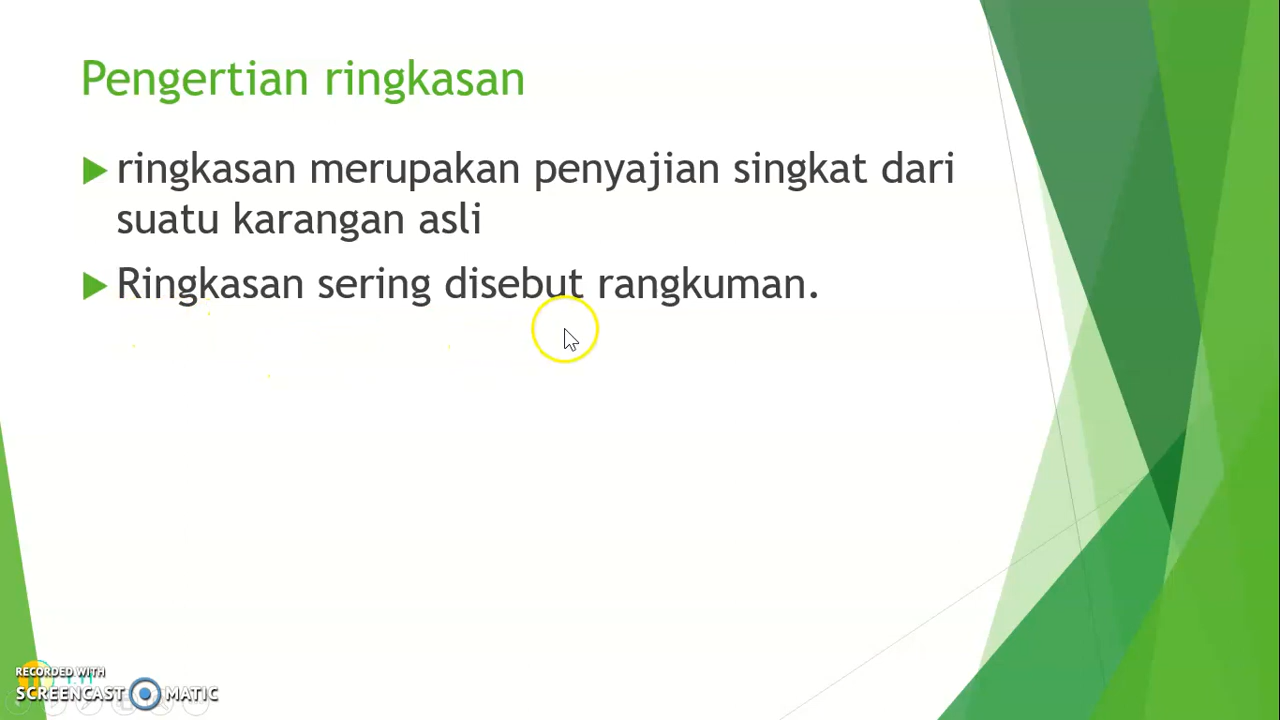 Pengertian ringkasan
ringkasan merupakan penyajian singkat dari
suatu karangan asli
Ringkasan sering disebut rangkuman.
RECORDED WITH
SCREENCAST MATIC